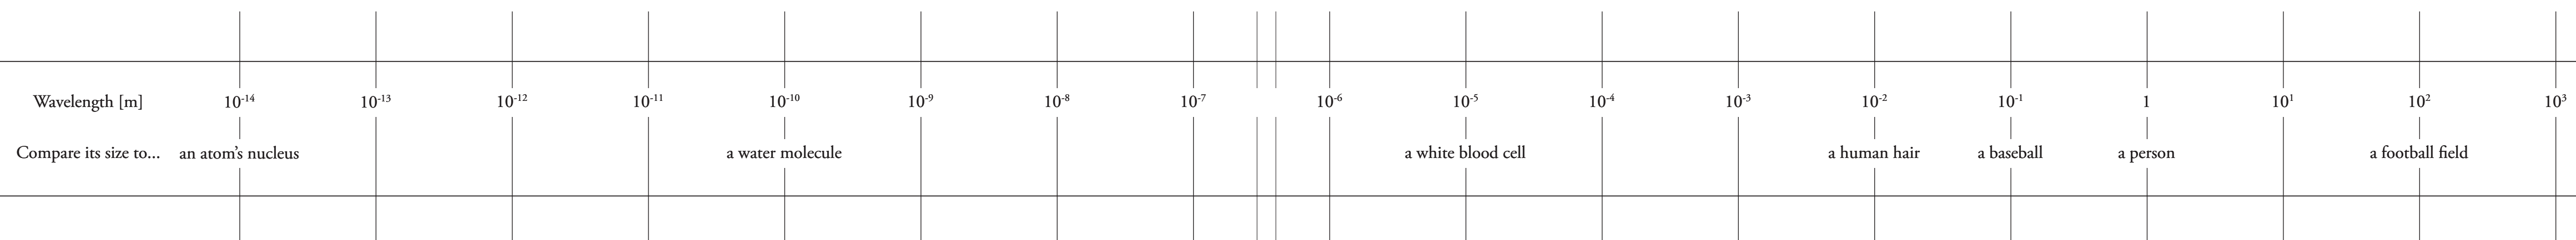 Wavelength [m] 10⁻¹⁴ 10⁻¹³ 10⁻¹² 10⁻¹¹ 10⁻¹⁰ 10⁻⁹ 10⁻⁸ 10⁻⁷ 10⁻⁶ 10⁻⁵ 10⁻⁴ 10⁻³ 10⁻² 10⁻¹ 1 10¹ 10² 10³
Compare its size to... an atom’s nucleus a water molecule a white blood cell a human hair a baseball a person a football field